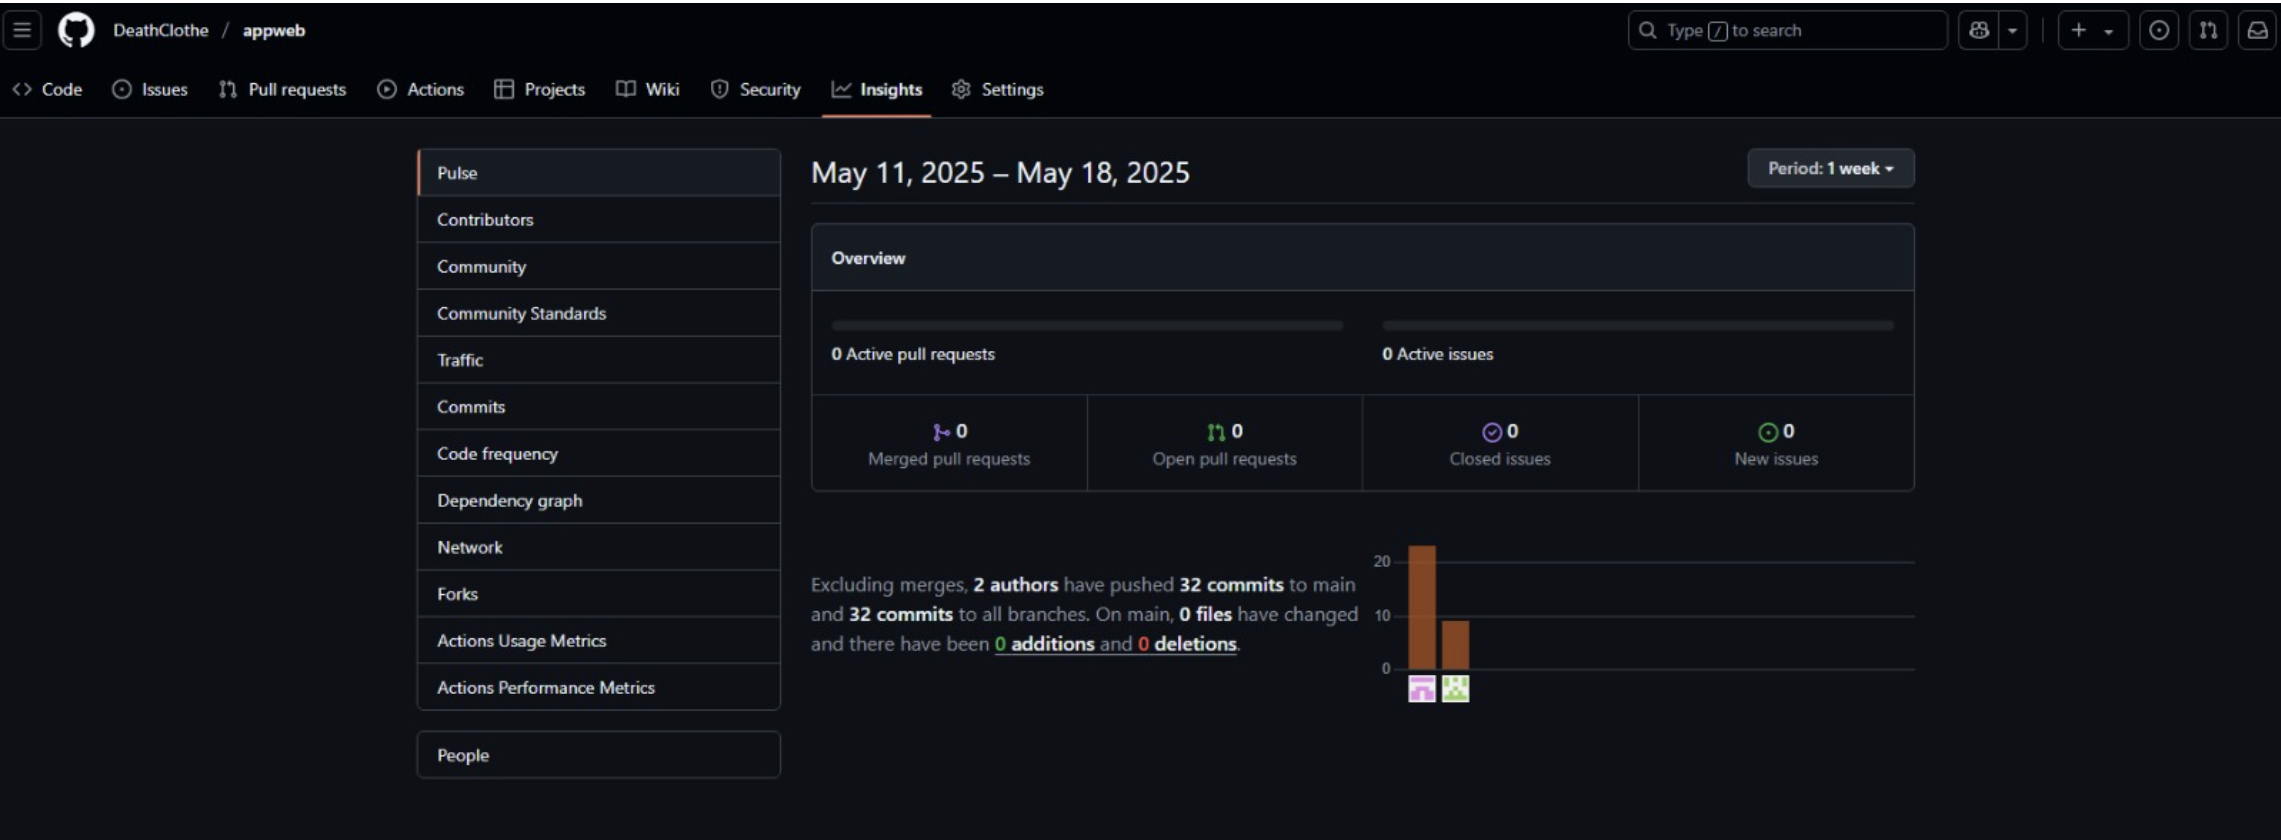 DeathClothe / appweb
Type / to search
Code
Issues
Pull requests
Actions
Projects
Wiki
Security
Insights
Settings
Pulse
Contributors
Community
Community Standards
Traffic
Commits
Code frequency
Dependency graph
Network
Forks
Actions Usage Metrics
Actions Performance Metrics
People
May 11, 2025 – May 18, 2025
Period: 1 week
Overview
0 Active pull requests
0 Active issues
0
Merged pull requests
0
Open pull requests
0
Closed issues
0
New issues
Excluding merges, 2 authors have pushed 32 commits to main
and 32 commits to all branches. On main, 0 files have changed
and there have been 0 additions and 0 deletions.
20
10
0